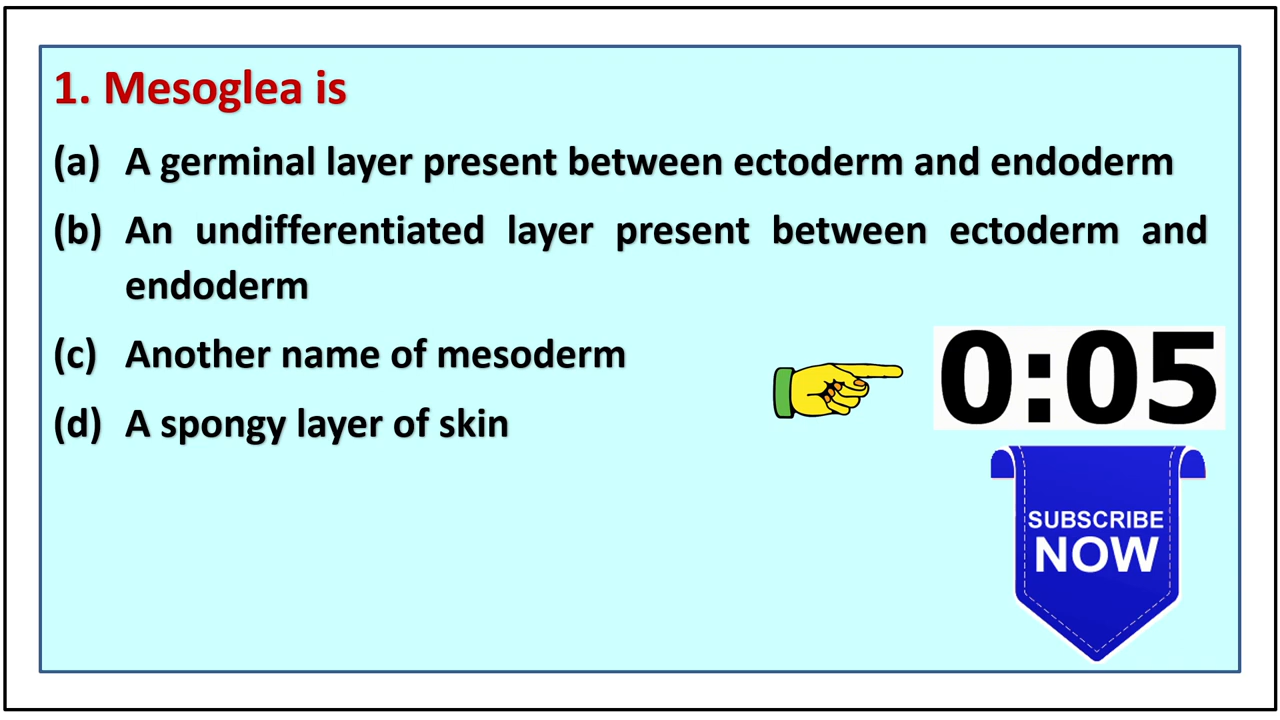 1. Mesoglea is
(a) A germinal layer present between ectoderm and endoderm
(b) An undifferentiated layer present between ectoderm and
endoderm
(c) Another name of mesoderm
(d) A spongy layer of skin
0:05
SUBSCRIBE
NOW